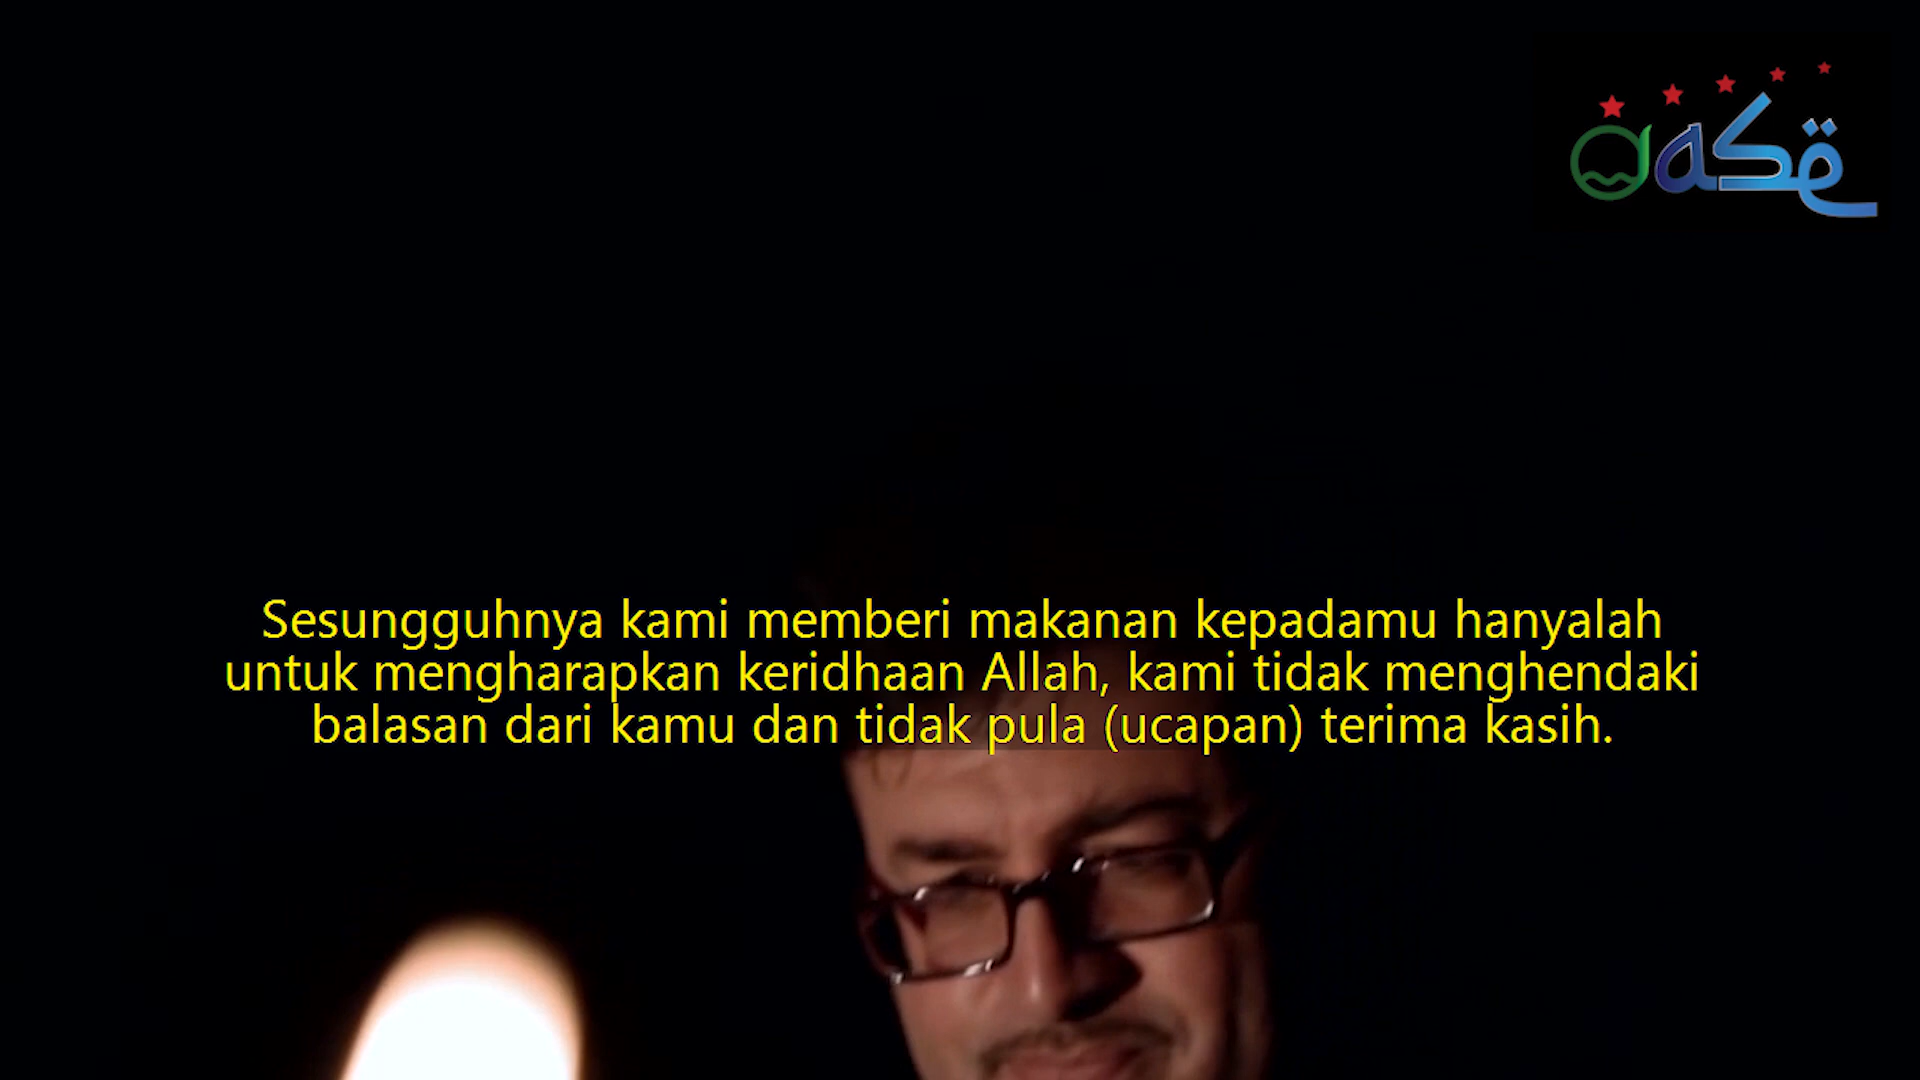 oase
Sesungguhnya kami memberi makanan kepadamu hanyalah
untuk mengharapkan keridhaan Allah, kami tidak menghendaki
balasan dari kamu dan tidak pula (ucapan) terima kasih.